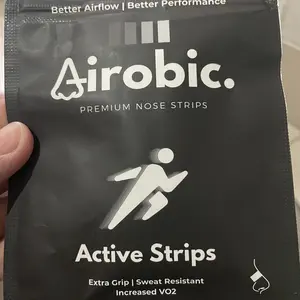 Better Airflow | Better Performance
Airobic.
PREMIUM NOSE STRIPS
Active Strips
Extra Grip | Sweat Resistant
Increased VO2